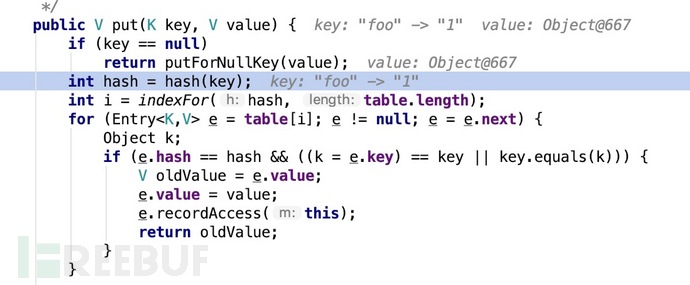 */
public V put(K key, V value) {  key: "foo" -> "1"  value: Object@667
if (key == null)
return putForNullKey(value);  value: Object@667
int hash = hash(key);  key: "foo" -> "1"
int i = indexFor( h: hash,  length: table.length);
for (Entry<K,V> e = table[i]; e != null; e = e.next) {
Object k;
if (e.hash == hash && ((k = e.key) == key || key.equals(k))) {
V oldValue = e.value;
e.value = value;
e.recordAccess( m: this);
return oldValue;
}
}
FREEBUF